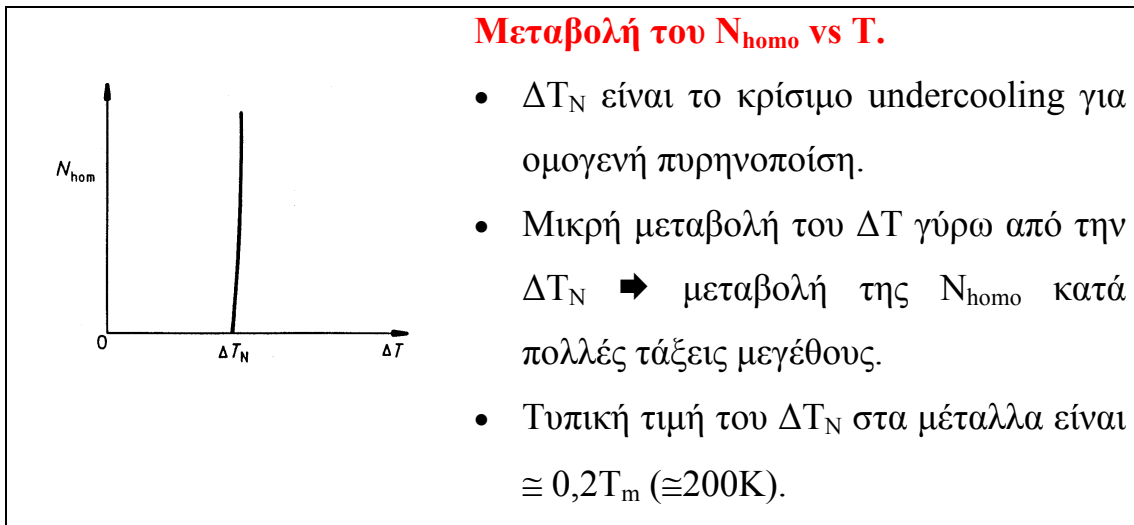 Μεταβολή του Nhomo vs T.
N hom
0
ΔTN
ΔT
• ΔTN είναι το κρίσιμο undercooling για
ομογενή πυρηνοποίση.
• Μικρή μεταβολή του ΔΤ γύρω από την
ΔTN ➡ μεταβολή της Nhomo κατά
πολλές τάξεις μεγέθους.
• Τυπική τιμή του ΔTN στα μέταλλα είναι
≅ 0,2Tm (≅200K).